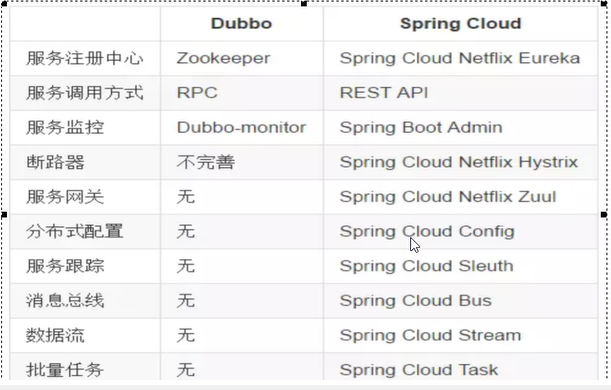 Dubbo Spring Cloud
服务注册中心 Zookeeper Spring Cloud Netflix Eureka
服务调用方式 RPC REST API
服务监控 Dubbo-monitor Spring Boot Admin
断路器 不完善 Spring Cloud Netflix Hystrix
服务网关 无 Spring Cloud Netflix Zuul
分布式配置 无 Spring Cloud Config
服务跟踪 无 Spring Cloud Sleuth
消息总线 无 Spring Cloud Bus
数据流 无 Spring Cloud Stream
批量任务 无 Spring Cloud Task